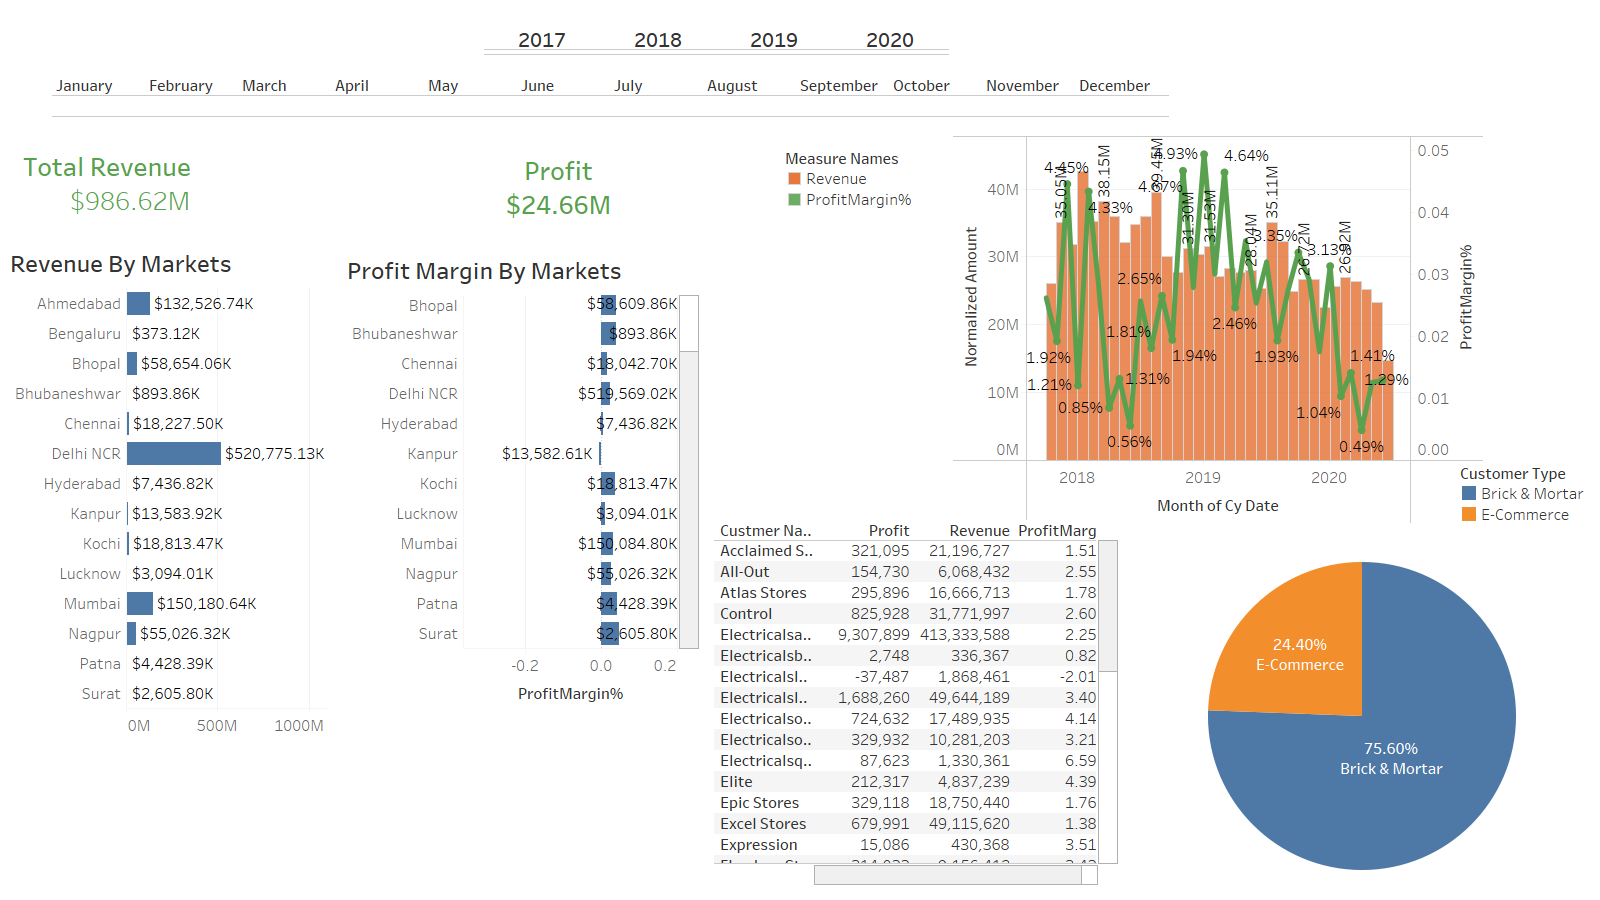 2017 2018 2019 2020
January February March April May June July August September October November December
Total Revenue
$986.62M
Profit
$24.66M
Measure Names
Revenue
ProfitMargin%
Revenue By Markets
Ahmedabad $132,526.74K
Bengaluru $373.12K
Bhopal $58,654.06K
Bhubaneshwar $893.86K
Chennai $18,227.50K
Delhi NCR $520,775.13K
Hyderabad $7,436.82K
Kanpur $13,583.92K
Kochi $18,813.47K
Lucknow $3,094.01K
Mumbai $150,180.64K
Nagpur $55,026.32K
Patna $4,428.39K
Surat $2,605.80K
0M 500M 1000M
Profit Margin By Markets
Bhopal $58,609.86K
Bhubaneshwar $893.86K
Chennai $18,042.70K
Delhi NCR $519,569.02K
Hyderabad $7,436.82K
Kanpur $13,582.61K
Kochi $18,813.47K
Lucknow $3,094.01K
Mumbai $150,084.80K
Nagpur $55,026.32K
Patna $4,428.39K
Surat $2,605.80K
-0.2 0.0 0.2
ProfitMargin%
Normalized Amount
40M
30M
20M
10M
0M
35.05M
38.15M
39.45M
31.30M
31.53M
28.04M
35.11M
26.72M
26.92M
4.45%
4.93%
4.64%
4.67%
4.33%
3.35%
3.13%
2.65%
2.46%
1.81%
1.92%
1.94%
1.93%
1.41%
1.21%
1.31%
1.29%
0.85%
1.04%
0.56%
0.49%
0.05
0.04
0.03
0.02
0.01
0.00
ProfitMargin%
2018 2019 2020
Month of Cy Date
Customer Type
Brick & Mortar
E-Commerce
Custmer Na.. Profit Revenue ProfitMarg
Acclaimed S.. 321,095 21,196,727 1.51
All-Out 154,730 6,068,432 2.55
Atlas Stores 295,896 16,666,713 1.78
Control 825,928 31,771,997 2.60
Electricalsa.. 9,307,899 413,333,588 2.25
Electricalsb.. 2,748 336,367 0.82
Electricalsl.. -37,487 1,868,461 -2.01
Electricalsl.. 1,688,260 49,644,189 3.40
Electricalso.. 724,632 17,489,935 4.14
Electricalso.. 329,932 10,281,203 3.21
Electricalsq.. 87,623 1,330,361 6.59
Elite 212,317 4,837,239 4.39
Epic Stores 329,118 18,750,440 1.76
Excel Stores 679,991 49,115,620 1.38
Expression 15,086 430,368 3.51
24.40%
E-Commerce
75.60%
Brick & Mortar